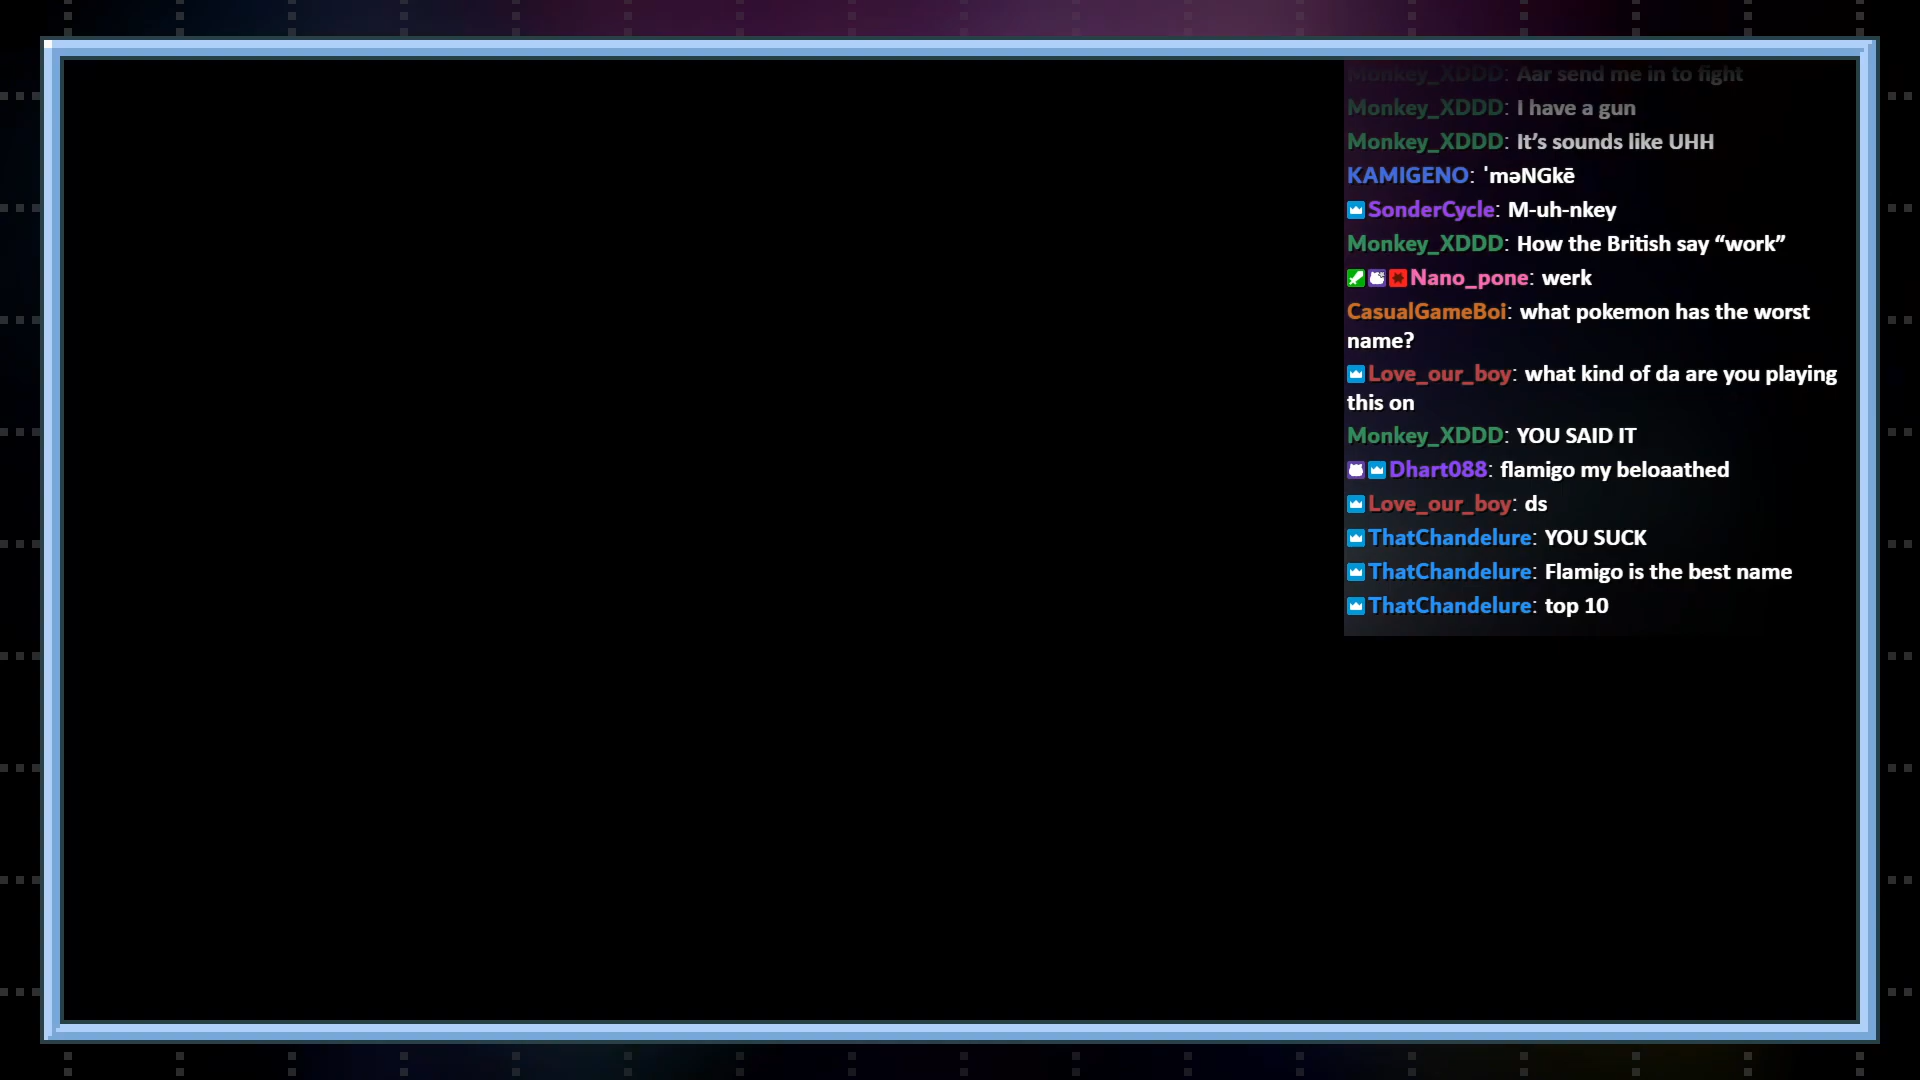 Monkey_XDDD: Aar send me in to fight
Monkey_XDDD: I have a gun
Monkey_XDDD: It’s sounds like UHH
KAMIGENO: ˈməNGkē
SonderCycle: M-uh-nkey
Monkey_XDDD: How the British say “work”
Nano_pone: werk
CasualGameBoi: what pokemon has the worst
name?
Love_our_boy: what kind of da are you playing
this on
Monkey_XDDD: YOU SAID IT
Dhart088: flamigo my beloaathed
Love_our_boy: ds
ThatChandelure: YOU SUCK
ThatChandelure: Flamigo is the best name
ThatChandelure: top 10